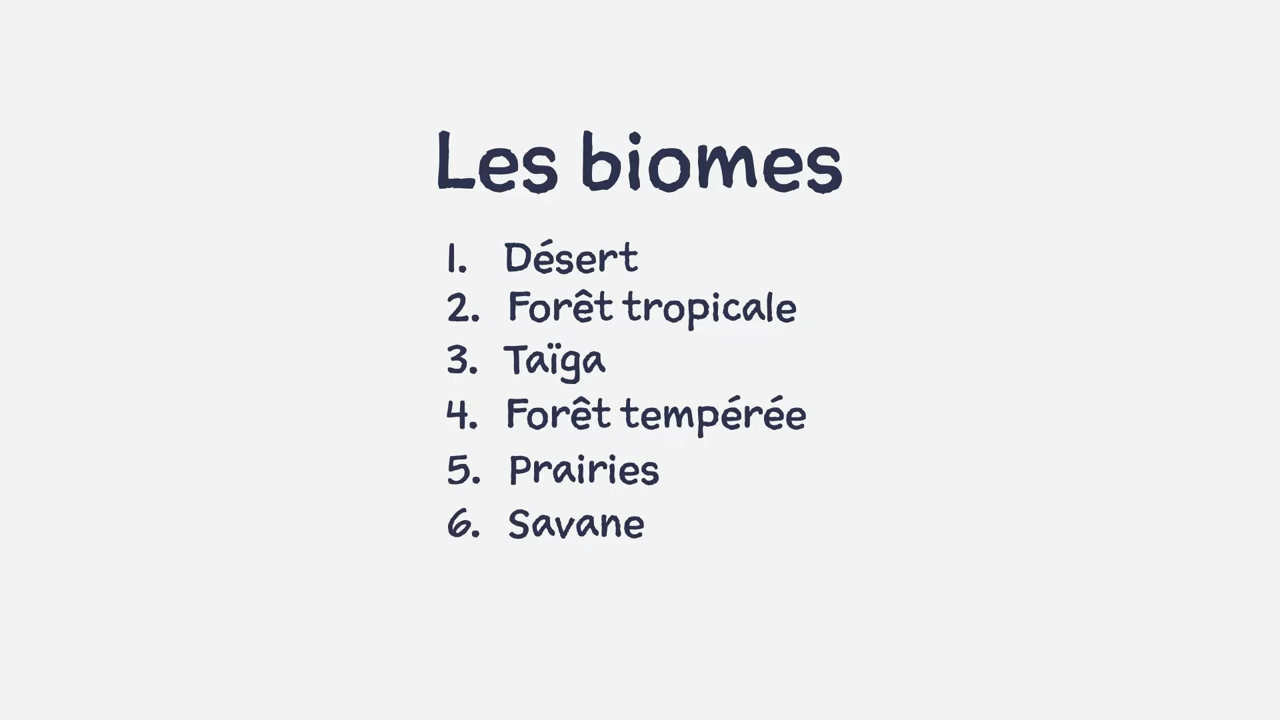 Les biomes
1. Désert
2. Forêt tropicale
3. Taïga
4. Forêt tempérée
5. Prairies
6. Savane